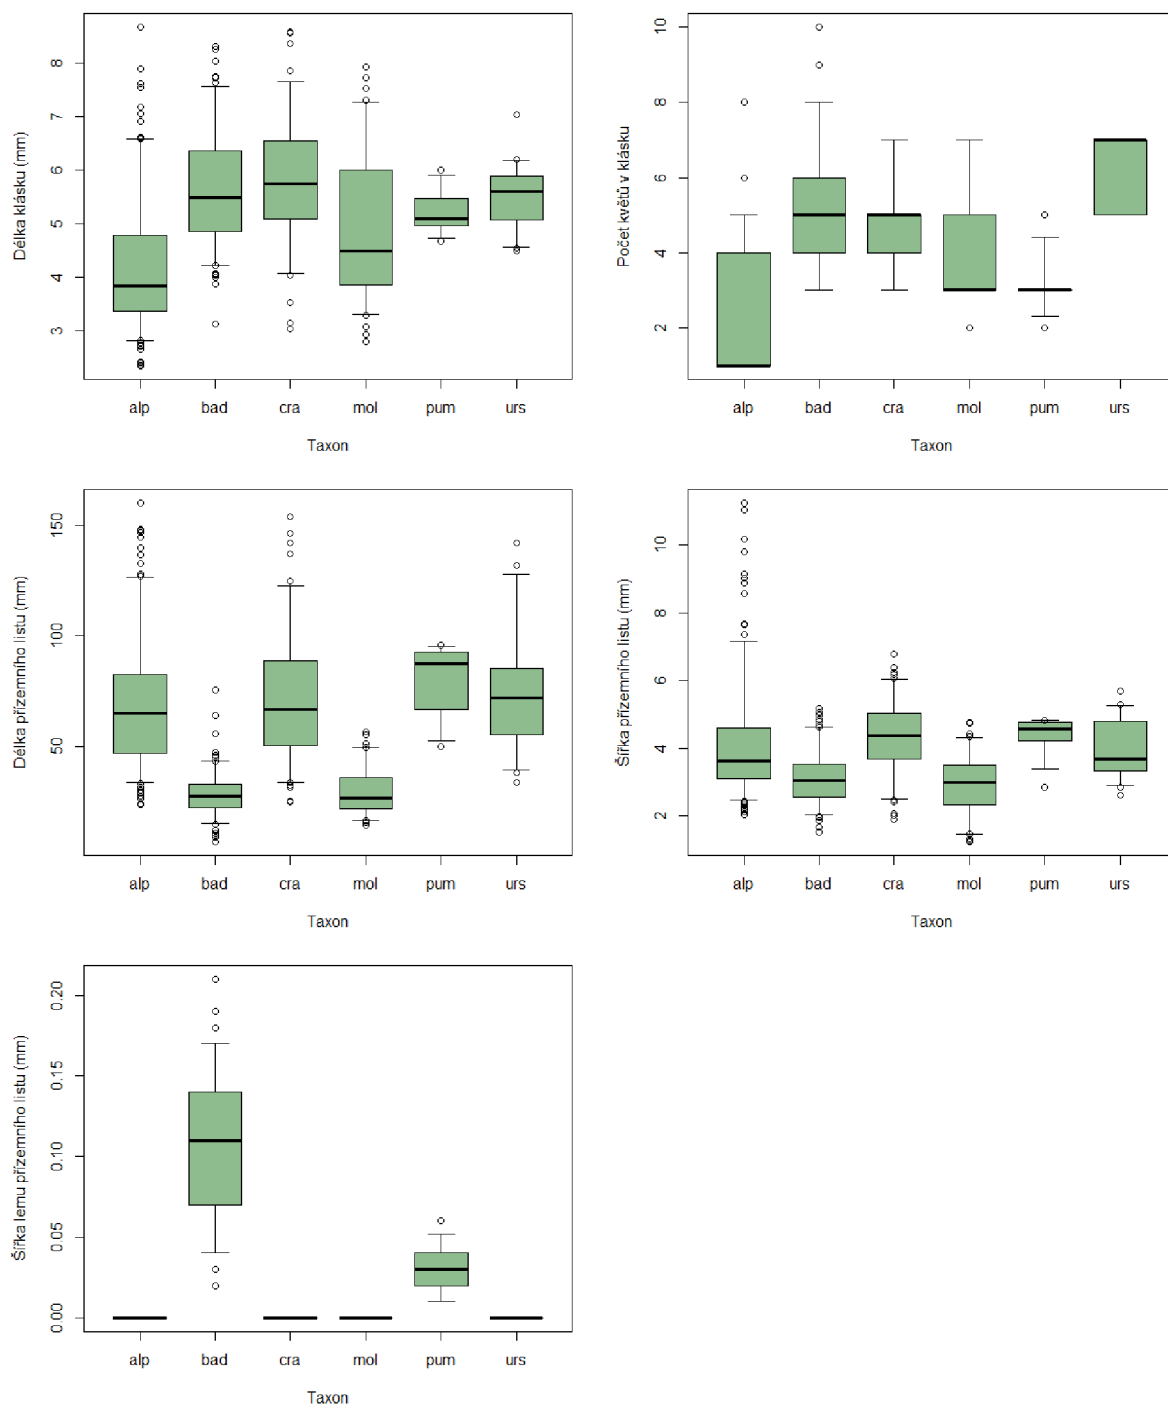 Délka klásku (mm)
8
7
6
5
4
3
alp bad cra mol pum urs
Taxon
Počet květů v klásku
10
8
6
4
2
alp bad cra mol pum urs
Taxon
Délka přízemního listu (mm)
150
100
50
alp bad cra mol pum urs
Taxon
Šířka přízemního listu (mm)
10
8
6
4
2
alp bad cra mol pum urs
Taxon
Šířka lemu přízemního listu (mm)
0.20
0.15
0.10
0.05
0.00
alp bad cra mol pum urs
Taxon